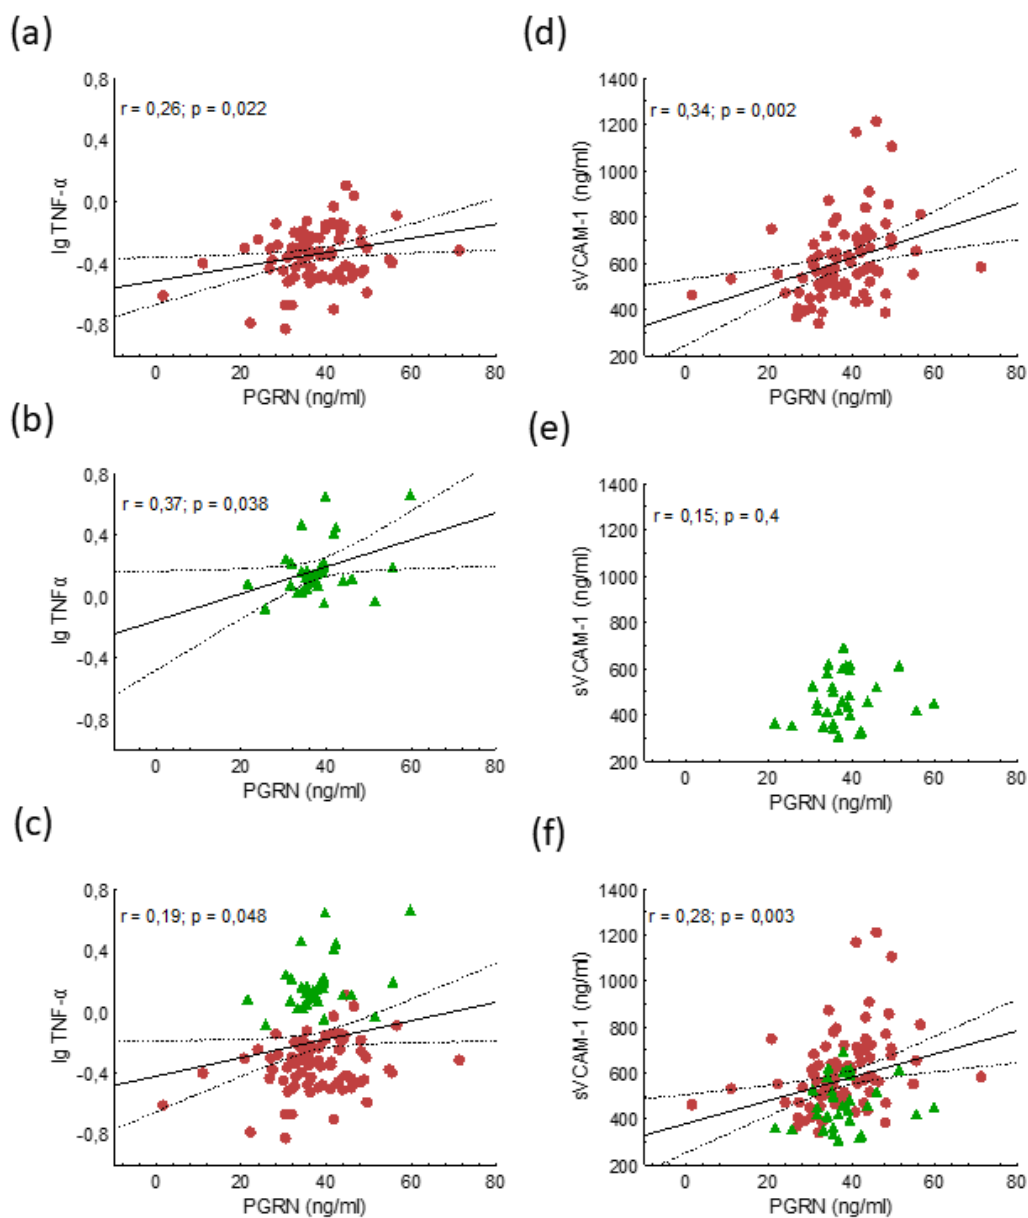 (a)
0,8
r = 0,26; p = 0,022
0,4
0,0
-0,4
-0,8
lg TNF-α
0 20 40 60 80
PGRN (ng/ml)
(d)
1400
r = 0,34; p = 0,002
1200
1000
800
600
400
200
sVCAM-1 (ng/ml)
0 20 40 60 80
PGRN (ng/ml)
(b)
0,8
r = 0,37; p = 0,038
0,4
0,0
-0,4
-0,8
lg TNFα
0 20 40 60 80
PGRN (ng/ml)
(e)
1400
r = 0,15; p = 0,4
1200
1000
800
600
400
200
sVCAM-1 (ng/ml)
0 20 40 60 80
PGRN (ng/ml)
(c)
0,8
r = 0,19; p = 0,048
0,4
0,0
-0,4
-0,8
lg TNF-α
0 20 40 60 80
PGRN (ng/ml)
(f)
1400
r = 0,28; p = 0,003
1200
1000
800
600
400
200
sVCAM-1 (ng/ml)
0 20 40 60 80
PGRN (ng/ml)